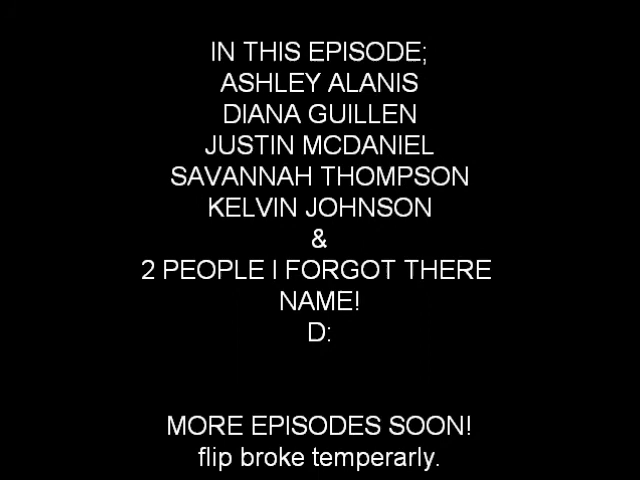 IN THIS EPISODE;
ASHLEY ALANIS
DIANA GUILLEN
JUSTIN MCDANIEL
SAVANNAH THOMPSON
KELVIN JOHNSON
&
2 PEOPLE I FORGOT THERE
NAME!
D:
MORE EPISODES SOON!
flip broke temperarly.